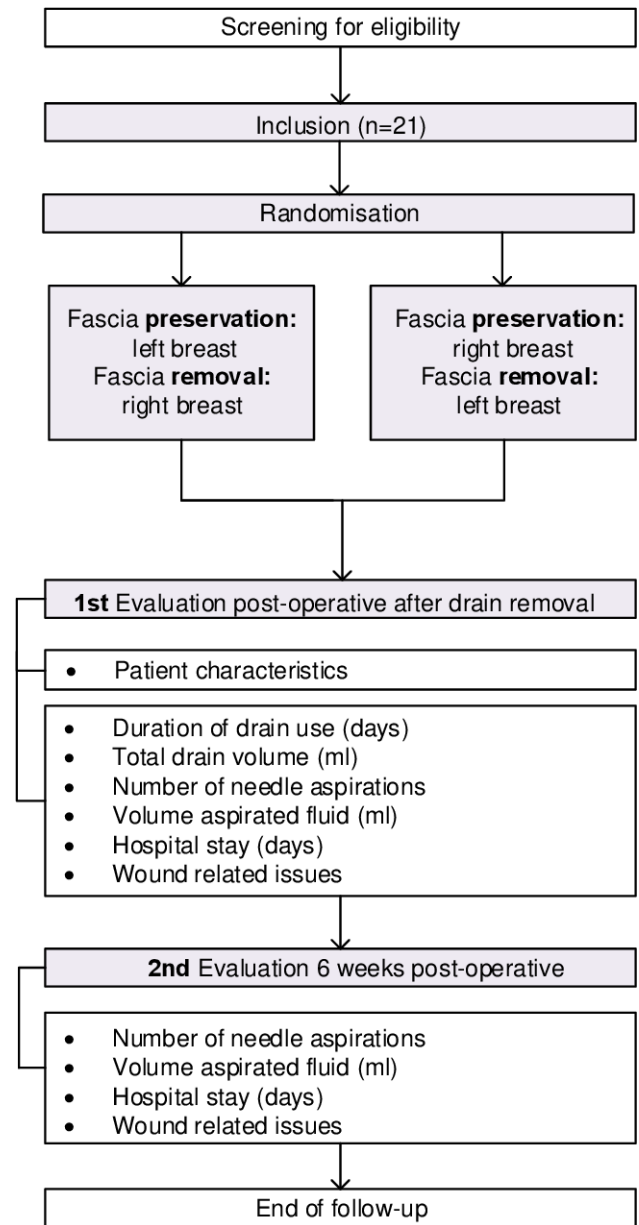 Screening for eligibility
Inclusion (n=21)
Randomisation
Fascia preservation:
left breast
Fascia removal:
right breast
Fascia preservation:
right breast
Fascia removal:
left breast
1st Evaluation post-operative after drain removal
• Patient characteristics
• Duration of drain use (days)
• Total drain volume (ml)
• Number of needle aspirations
• Volume aspirated fluid (ml)
• Hospital stay (days)
• Wound related issues
2nd Evaluation 6 weeks post-operative
• Number of needle aspirations
• Volume aspirated fluid (ml)
• Hospital stay (days)
• Wound related issues
End of follow-up